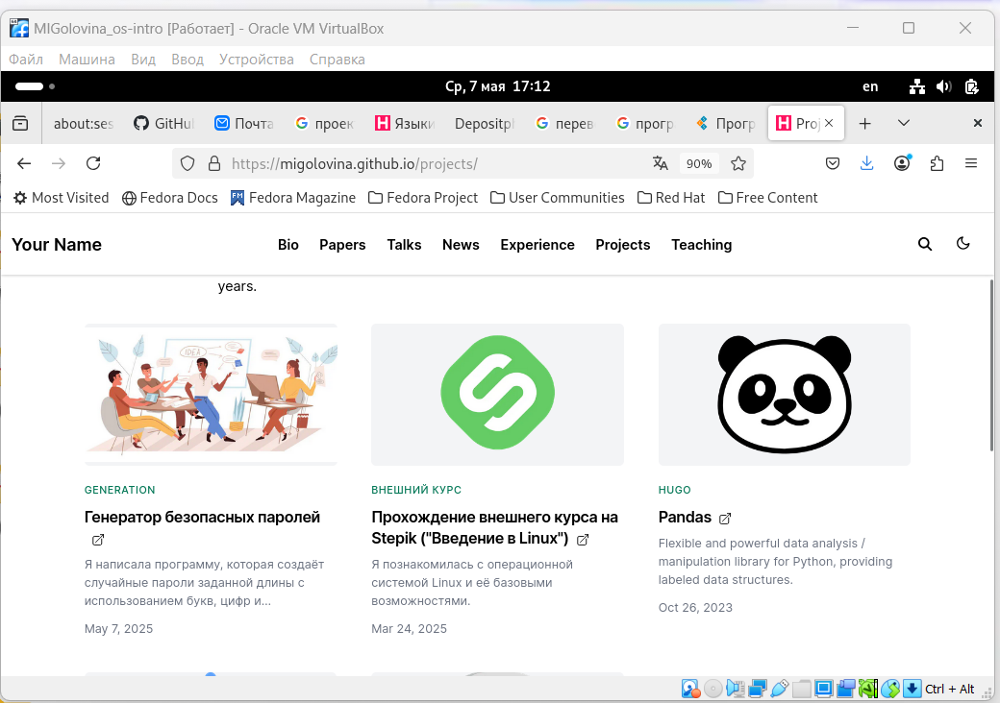 MIGolovina_os-intro [Работает] - Oracle VM VirtualBox
Файл Машина Вид Ввод Устройства Справка
Ср, 7 мая 17:12
en
about:ses GitHu Почта проек Языки Depositp перев прогр Прогр Proj
https://migolovina.github.io/projects/
90%
Most Visited Fedora Docs Fedora Magazine Fedora Project User Communities Red Hat Free Content
Your Name Bio Papers Talks News Experience Projects Teaching
years.
IDEA
GENERATION
Генератор безопасных паролей
Я написала программу, которая создаёт
случайные пароли заданной длины с
использованием букв, цифр и...
May 7, 2025
ВНЕШНИЙ КУРС
Прохождение внешнего курса на
Stepik ("Введение в Linux")
Я познакомилась с операционной
системой Linux и её базовыми
возможностями.
Mar 24, 2025
HUGO
Pandas
Flexible and powerful data analysis /
manipulation library for Python, providing
labeled data structures.
Oct 26, 2023
Ctrl + Alt